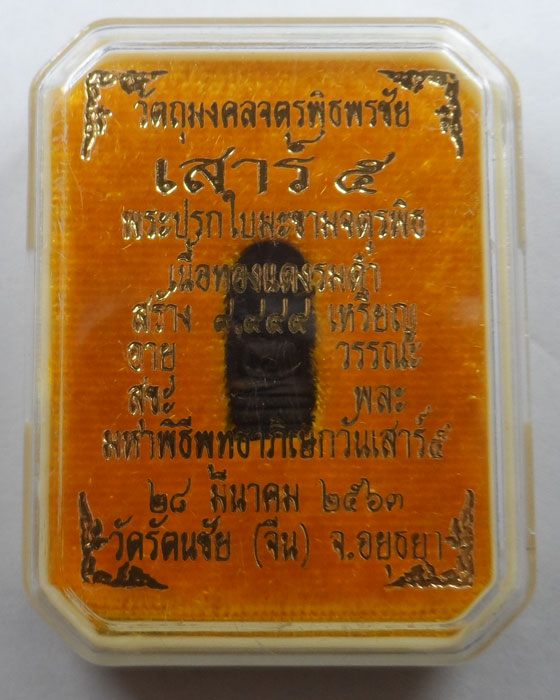 วัตถุมงคลจตุรพิธพรชัย
เสาร์ ๕
พระปรกใบมะขามจตุรพิธ
เนื้อทองแดงรมดำ
สร้าง ๙,๔๕๔ เหรียญ
อายุ วรรณะ
สุขะ พละ
มหาพิธีพุทธาภิเษกวันเสาร์๕
๒๘ มีนาคม ๒๕๖๓
วัดรัตนชัย (จีน) จ.อยุธยา